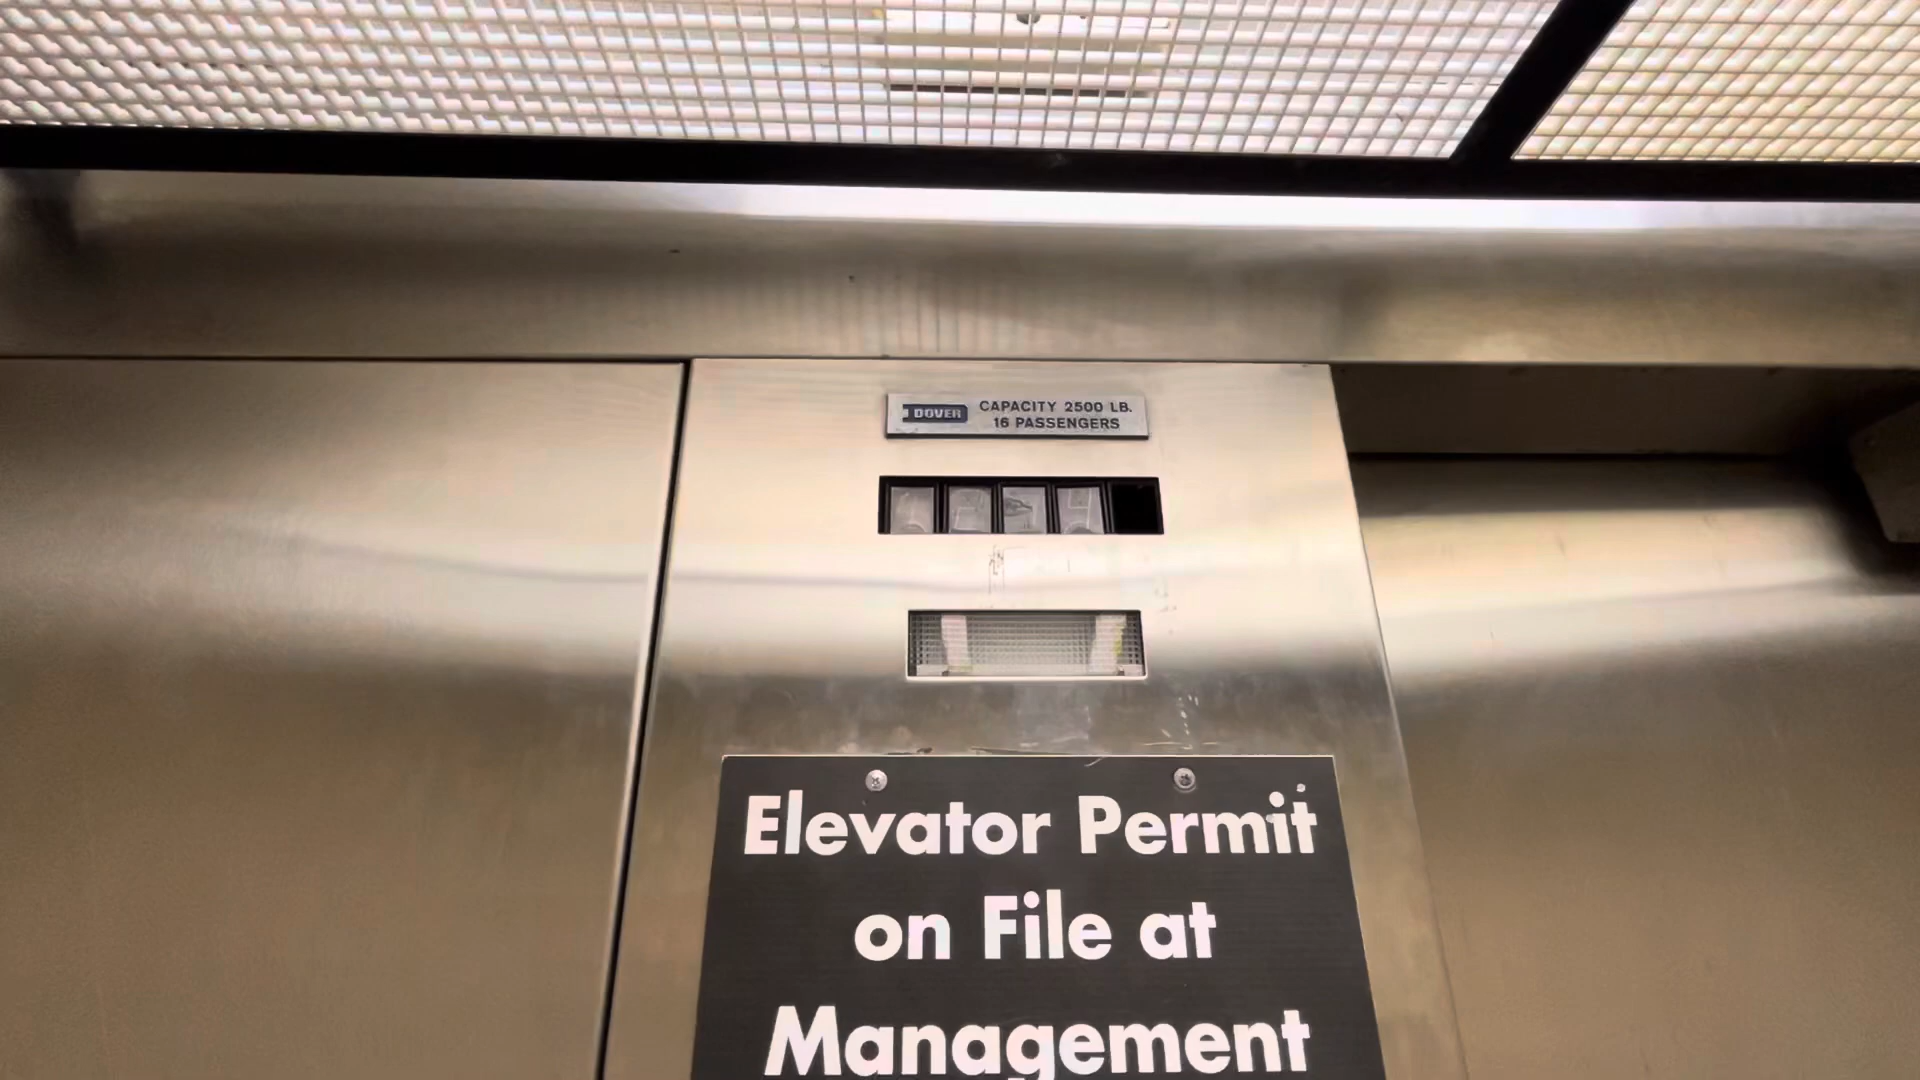 DOVER
CAPACITY 2500 LB.
16 PASSENGERS
Elevator Permit
on File at
Management